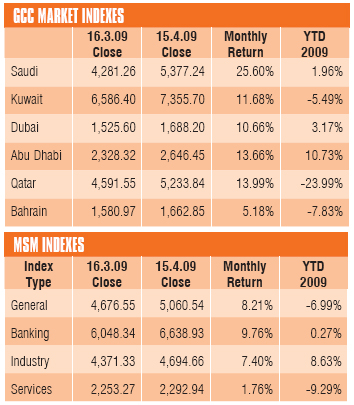 GCC MARKET INDEXES
16.3.09 Close 15.4.09 Close Monthly Return YTD 2009
Saudi 4,281.26 5,377.24 25.60% 1.96%
Kuwait 6,586.40 7,355.70 11.68% -5.49%
Dubai 1,525.60 1,688.20 10.66% 3.17%
Abu Dhabi 2,328.32 2,646.45 13.66% 10.73%
Qatar 4,591.55 5,233.84 13.99% -23.99%
Bahrain 1,580.97 1,662.85 5.18% -7.83%
MSM INDEXES
Index Type 16.3.09 Close 15.4.09 Close Monthly Return YTD 2009
General 4,676.55 5,060.54 8.21% -6.99%
Banking 6,048.34 6,638.93 9.76% 0.27%
Industry 4,371.33 4,694.66 7.40% 8.63%
Services 2,253.27 2,292.94 1.76% -9.29%